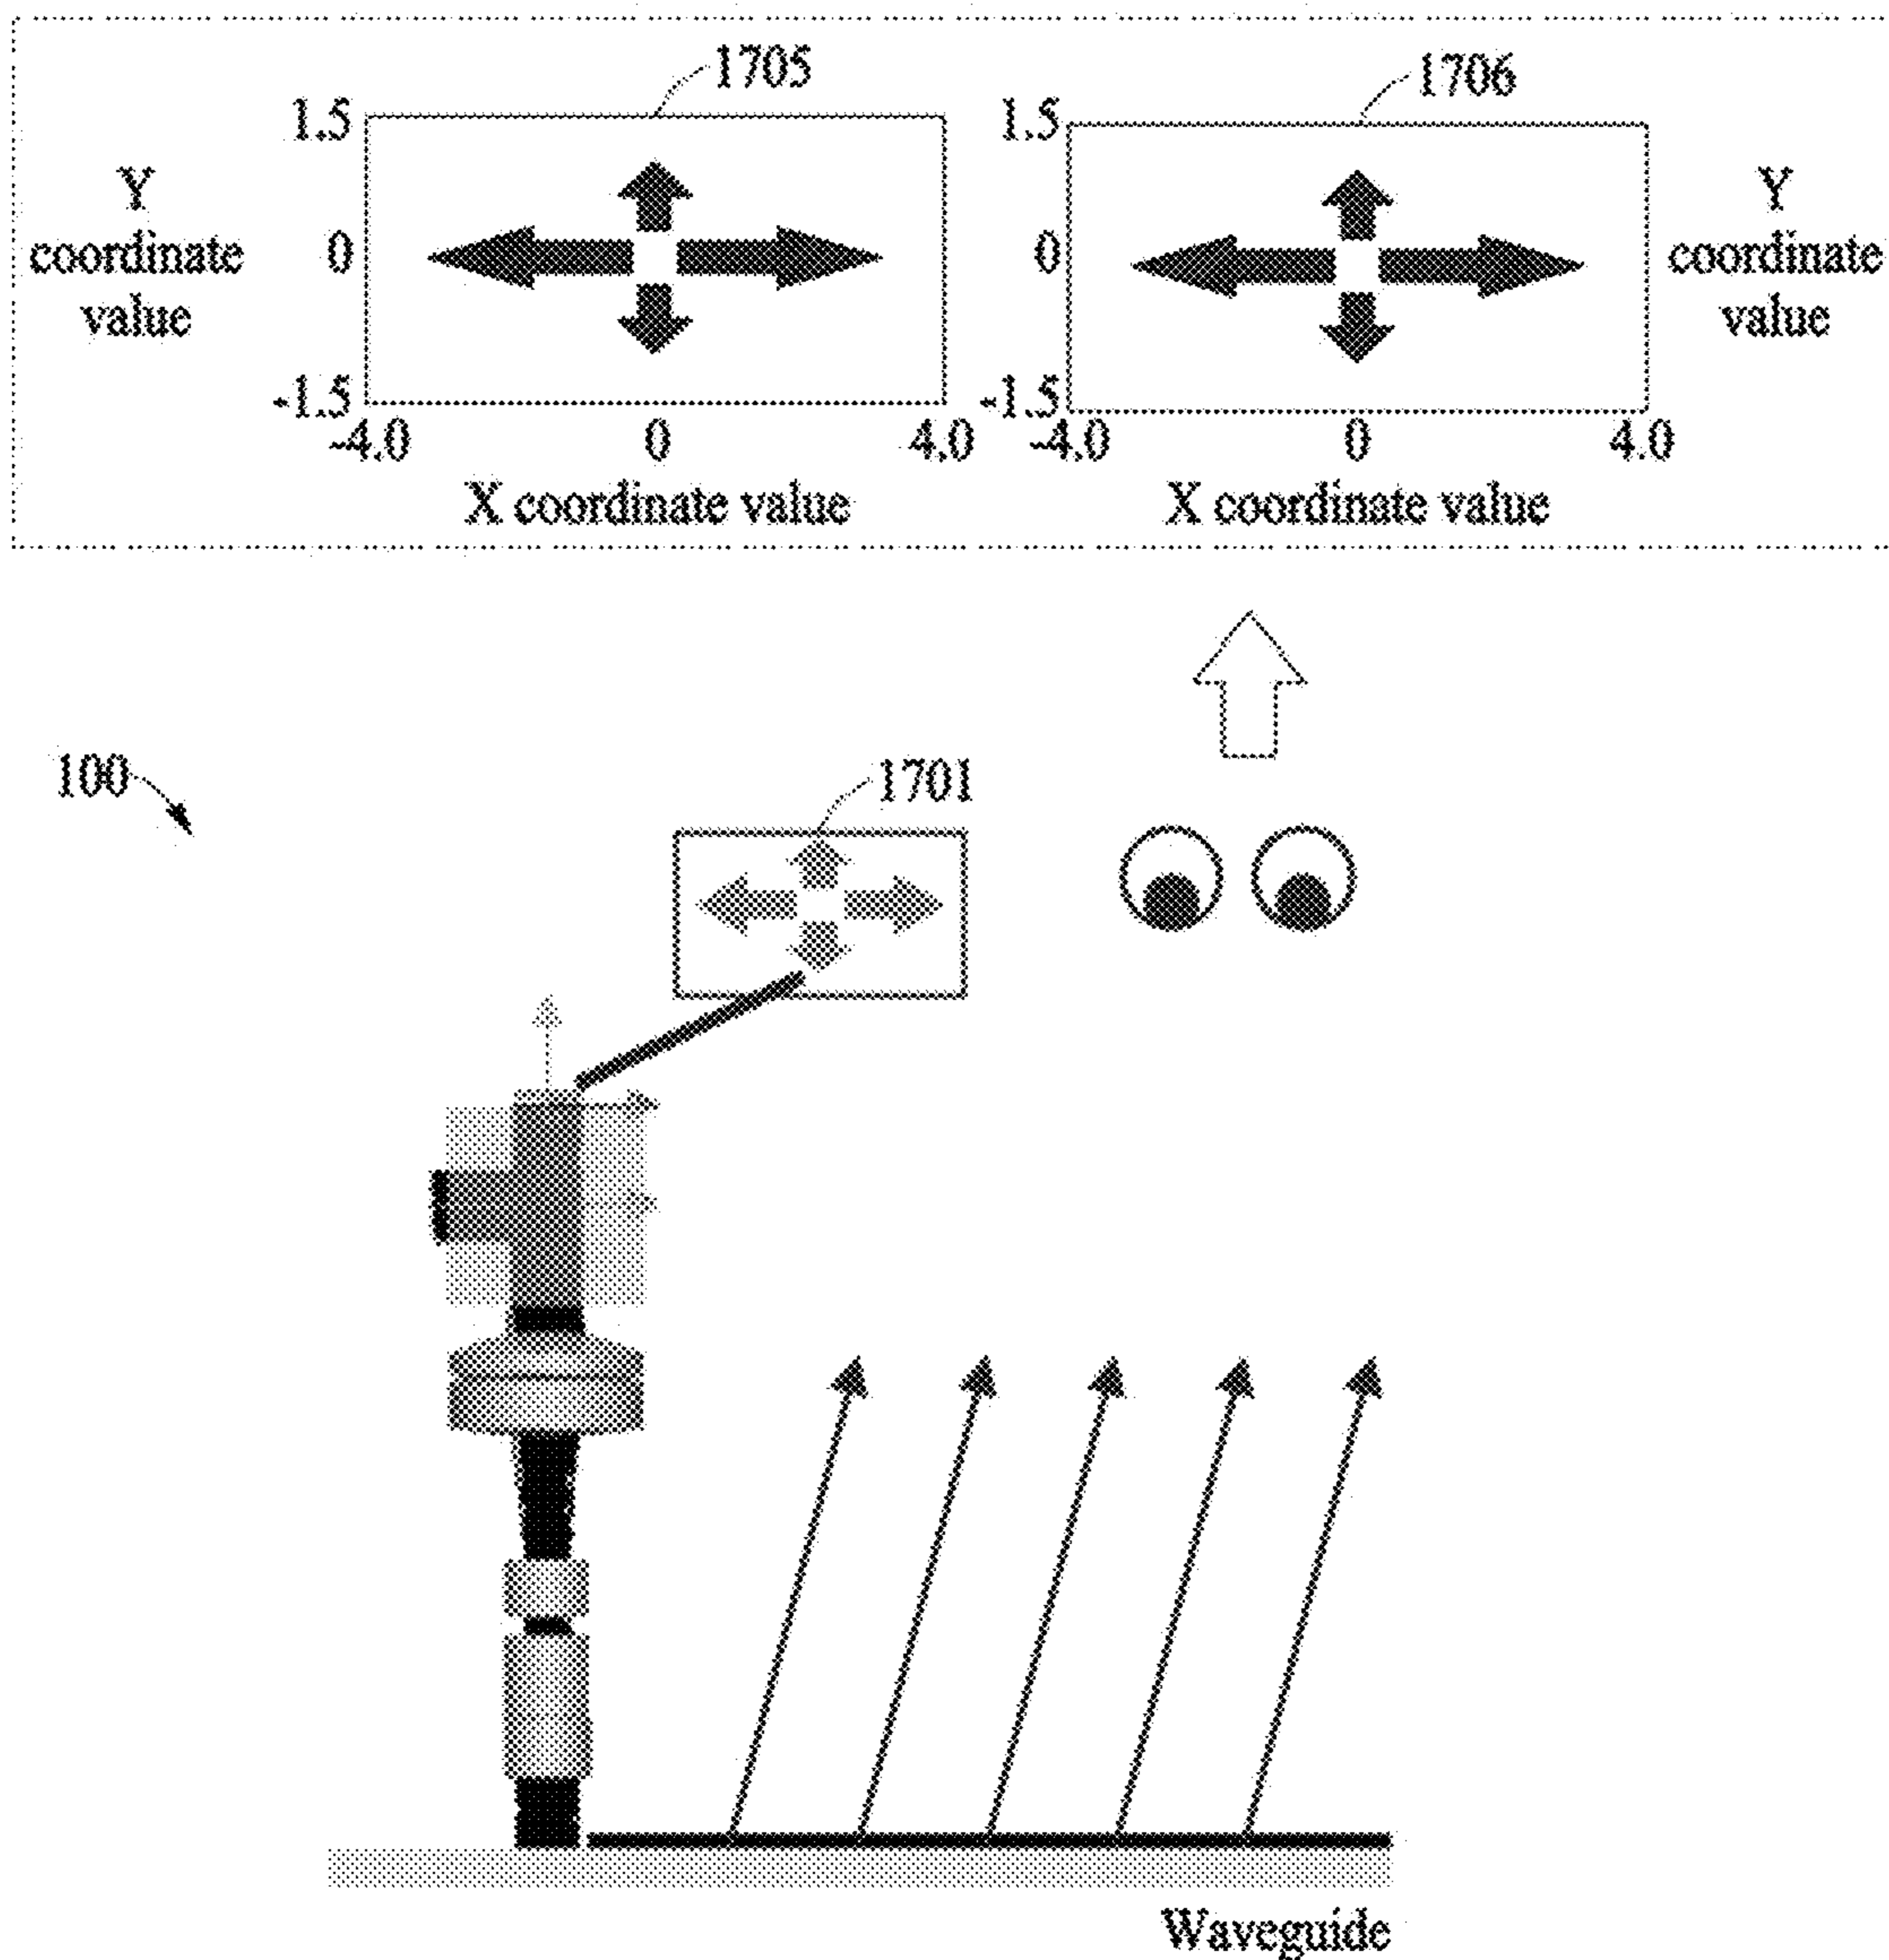 1705
1706
1.5
1.5
Y
coordinate
value
0
0
Y
coordinate
value
-1.5
-1.5
-4.0
0
4.0
-4.0
0
4.0
X coordinate value
X coordinate value
100
1701
Waveguide